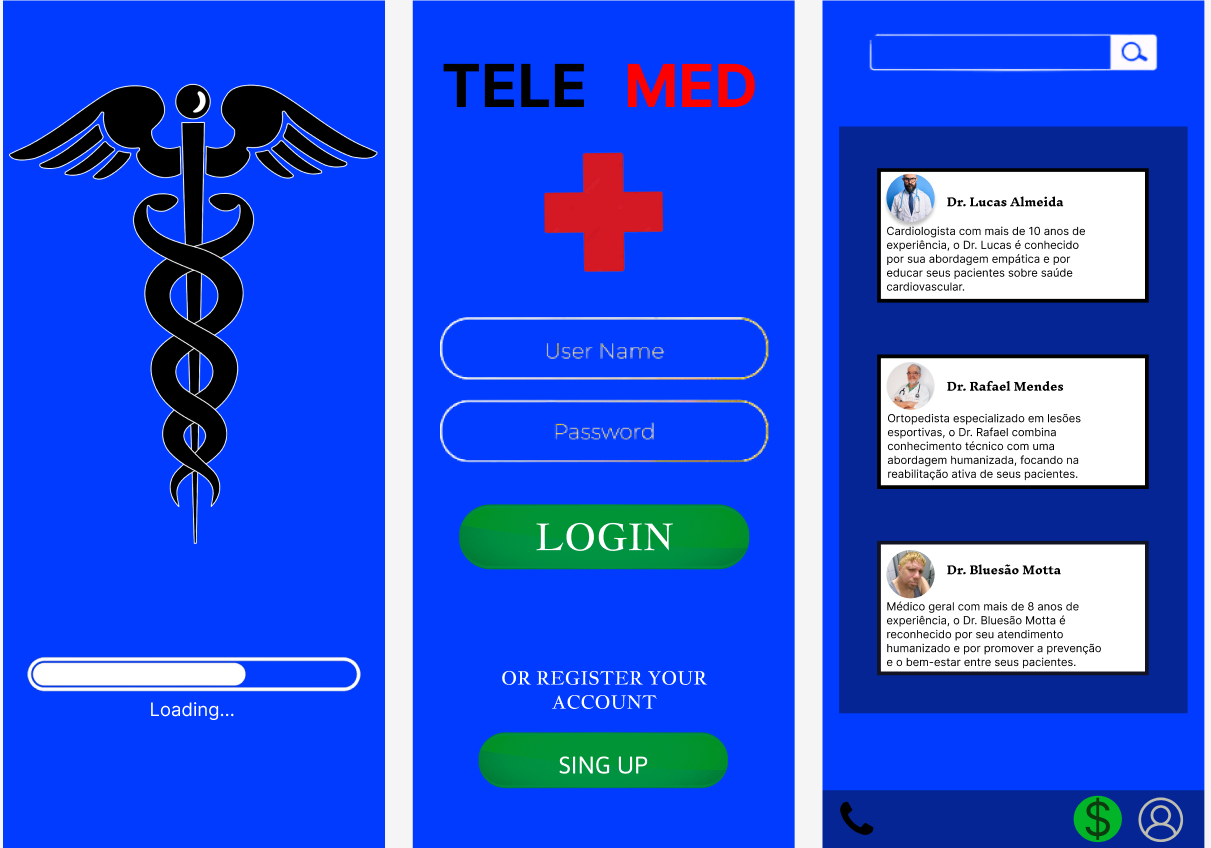 Loading...
TELE MED
User Name
Password
LOGIN
OR REGISTER YOUR
ACCOUNT
SING UP
Dr. Lucas Almeida
Cardiologista com mais de 10 anos de
experiência, o Dr. Lucas é conhecido
por sua abordagem empática e por
educar seus pacientes sobre saúde
cardiovascular.
Dr. Rafael Mendes
Ortopedista especializado em lesões
esportivas, o Dr. Rafael combina
conhecimento técnico com uma
abordagem humanizada, focando na
reabilitação ativa de seus pacientes.
Dr. Bluesão Motta
Médico geral com mais de 8 anos de
experiência, o Dr. Bluesão Motta é
reconhecido por seu atendimento
humanizado e por promover a prevenção
e o bem-estar entre seus pacientes.
$